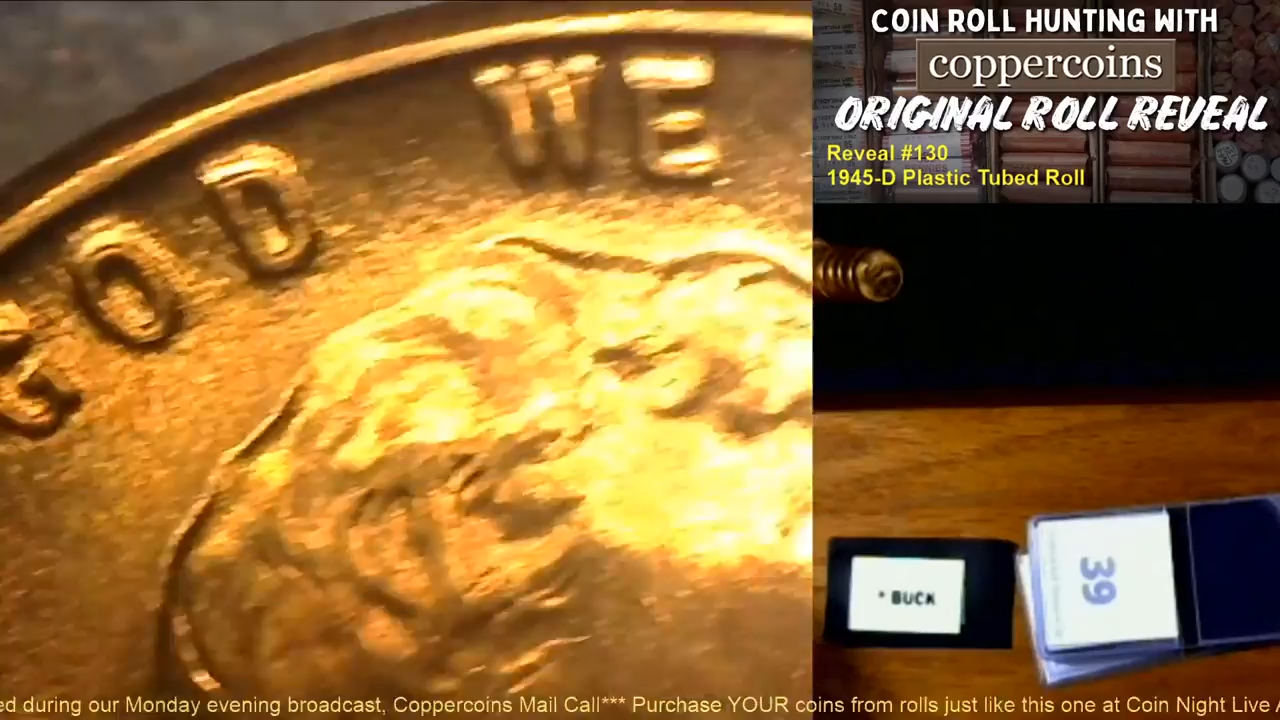 GOD WE
COIN ROLL HUNTING WITH
coppercoins
ORIGINAL ROLL REVEAL
Reveal #130
1945-D Plastic Tubed Roll
* BUCK
39
ed during our Monday evening broadcast, Coppercoins Mail Call*** Purchase YOUR coins from rolls just like this one at Coin Night Live